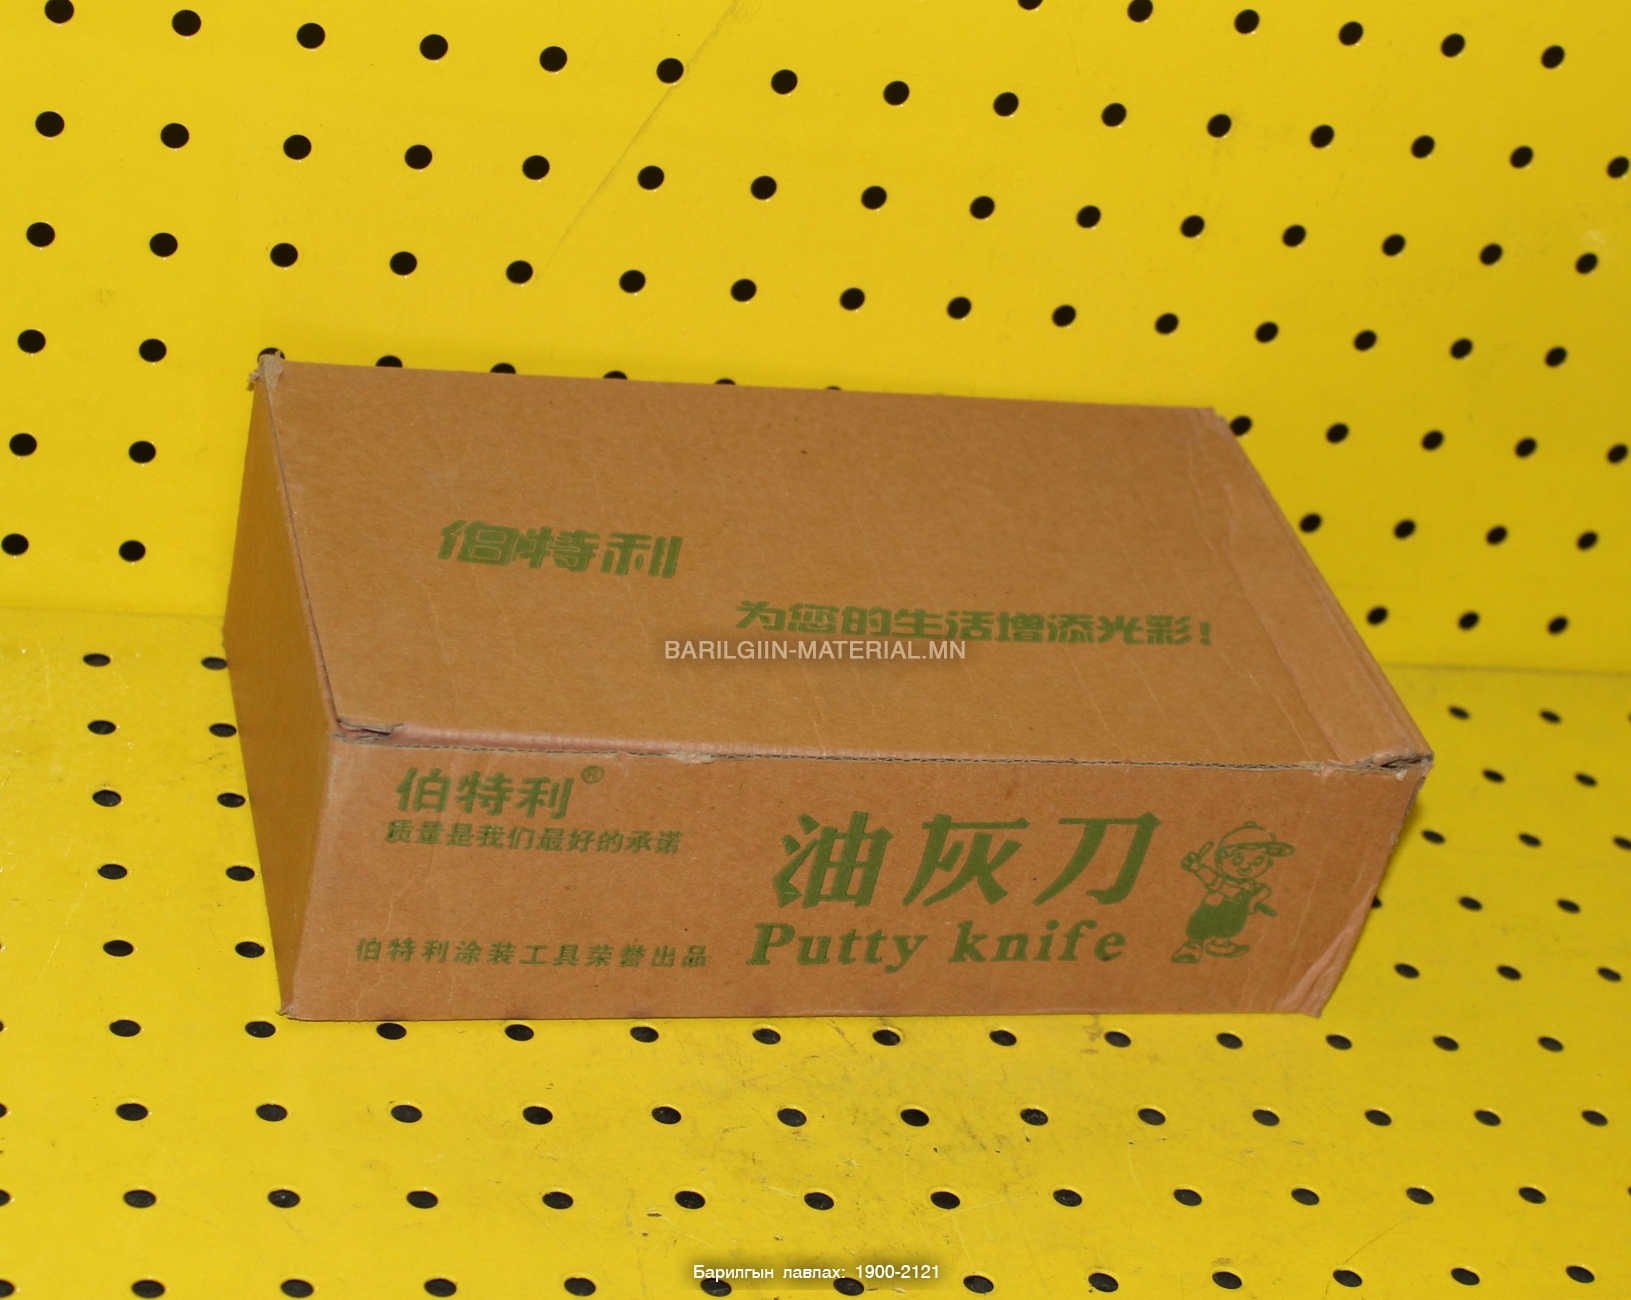 伯特利
为您的生活增添光彩!
BARILGIIN-MATERIAL.MN
伯特利®
质量是我们最好的承诺
油灰刀
Putty knife
伯特利涂装工具荣誉出品
Барилгын лавлах: 1900-2121